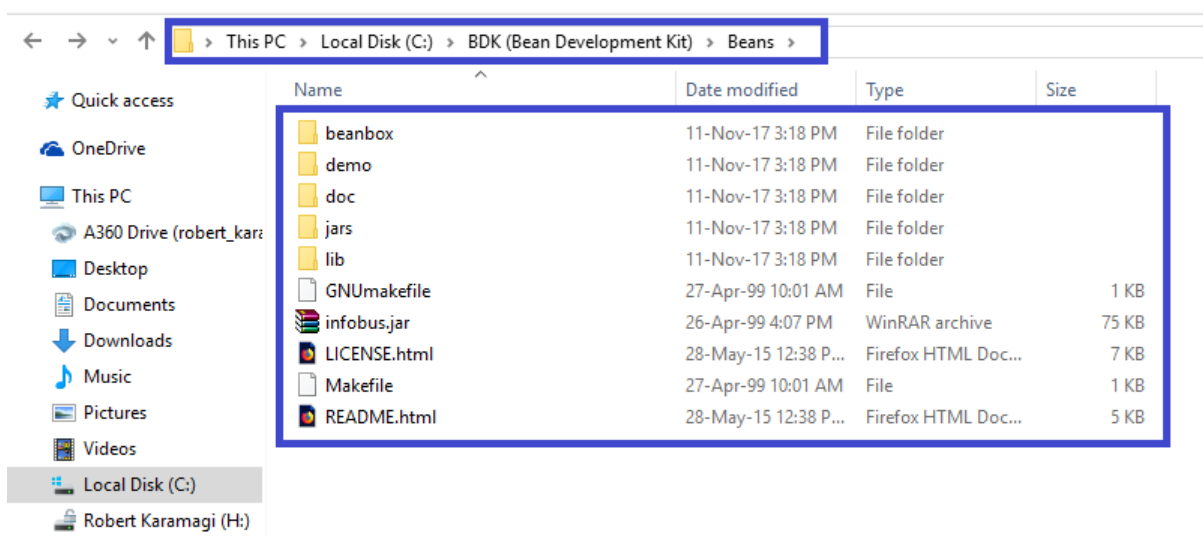 This PC > Local Disk (C:) > BDK (Bean Development Kit) > Beans >
Name Date modified Type Size
Quick access
OneDrive
This PC
A360 Drive (robert_kara
Desktop
Documents
Downloads
Music
Pictures
Videos
Local Disk (C:)
Robert Karamagi (H:)
beanbox 11-Nov-17 3:18 PM File folder
demo 11-Nov-17 3:18 PM File folder
doc 11-Nov-17 3:18 PM File folder
jars 11-Nov-17 3:18 PM File folder
lib 11-Nov-17 3:18 PM File folder
GNUmakefile 27-Apr-99 10:01 AM File 1 KB
infobus.jar 26-Apr-99 4:07 PM WinRAR archive 75 KB
LICENSE.html 28-May-15 12:38 P... Firefox HTML Doc... 7 KB
Makefile 27-Apr-99 10:01 AM File 1 KB
README.html 28-May-15 12:38 P... Firefox HTML Doc... 5 KB